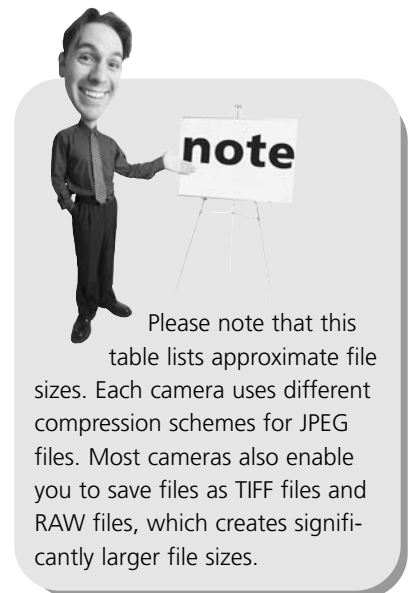 note
Please note that this
table lists approximate file
sizes. Each camera uses different
compression schemes for JPEG
files. Most cameras also enable
you to save files as TIFF files and
RAW files, which creates signifi-
cantly larger file sizes.